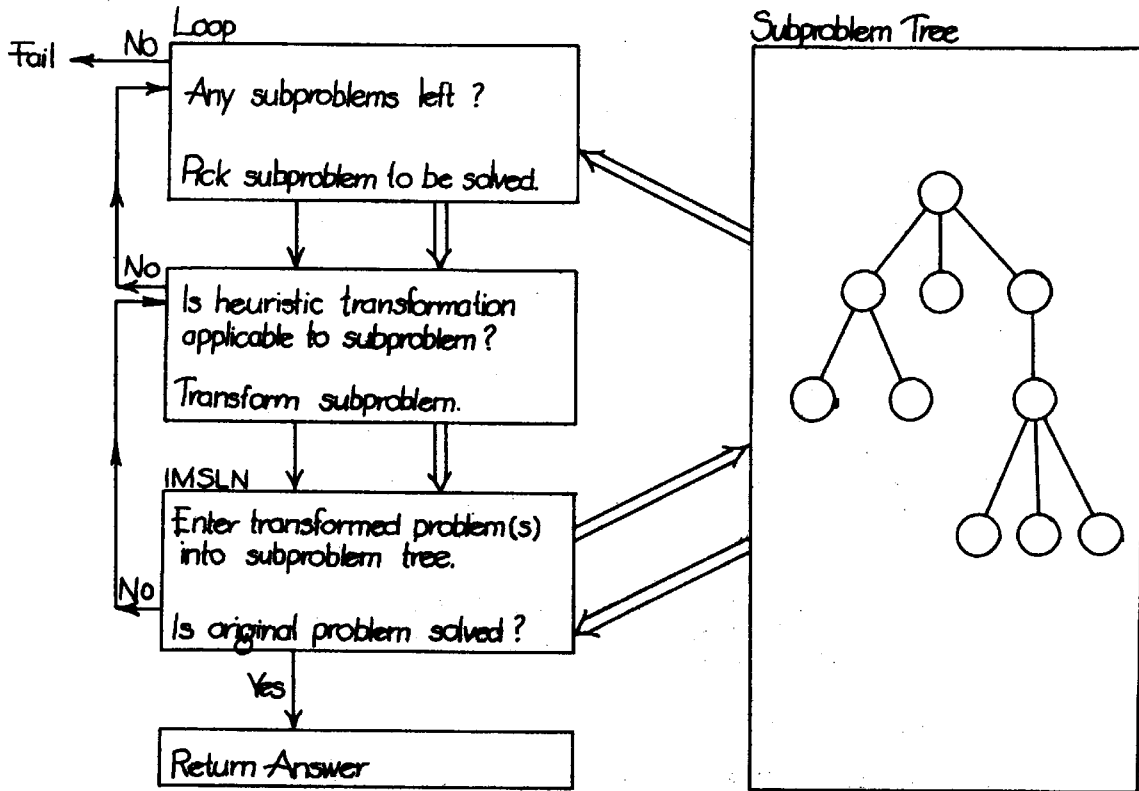 Loop
Fail
No
Any subproblems left ?
Pick subproblem to be solved.
No
Is heuristic transformation
applicable to subproblem ?
Transform subproblem.
IMSLN
Enter transformed problem(s)
into subproblem tree.
No
Is original problem solved ?
Yes
Return Answer
Subproblem Tree